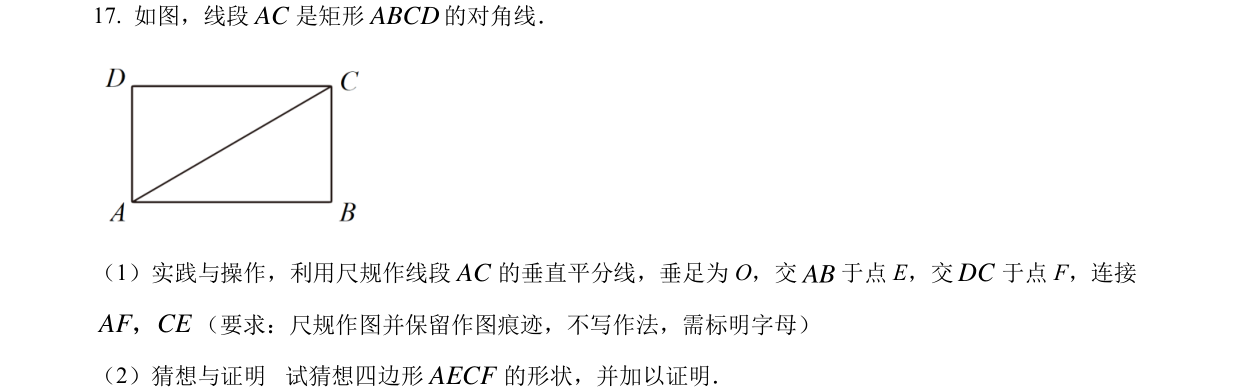 17. 如图，线段 AC 是矩形 ABCD 的对角线．
D
C
A
B
（1）实践与操作，利用尺规作线段 AC 的垂直平分线，垂足为 O，交 AB 于点 E，交 DC 于点 F，连接
AF，CE（要求：尺规作图并保留作图痕迹，不写作法，需标明字母）
（2）猜想与证明 试猜想四边形 AECF 的形状，并加以证明．